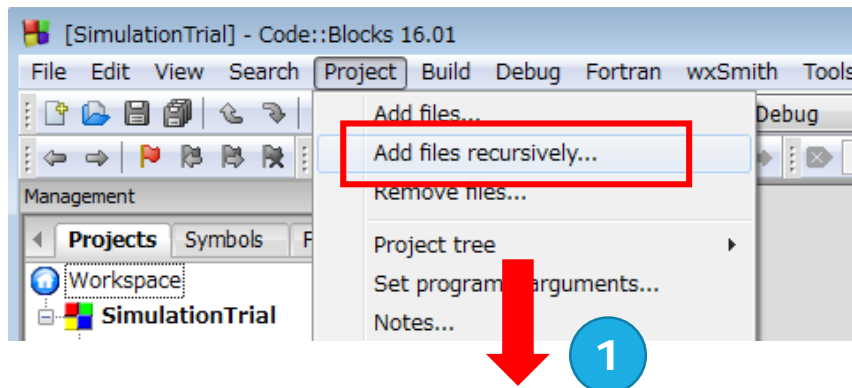 [SimulationTrial] - Code::Blocks 16.01
File Edit View Search Project Build Debug Fortran wxSmith Tools
Add files...
Debug
Add files recursively...
Remove files...
Management
Projects Symbols F
Project tree
Workspace
Set program arguments...
SimulationTrial
Notes...
1